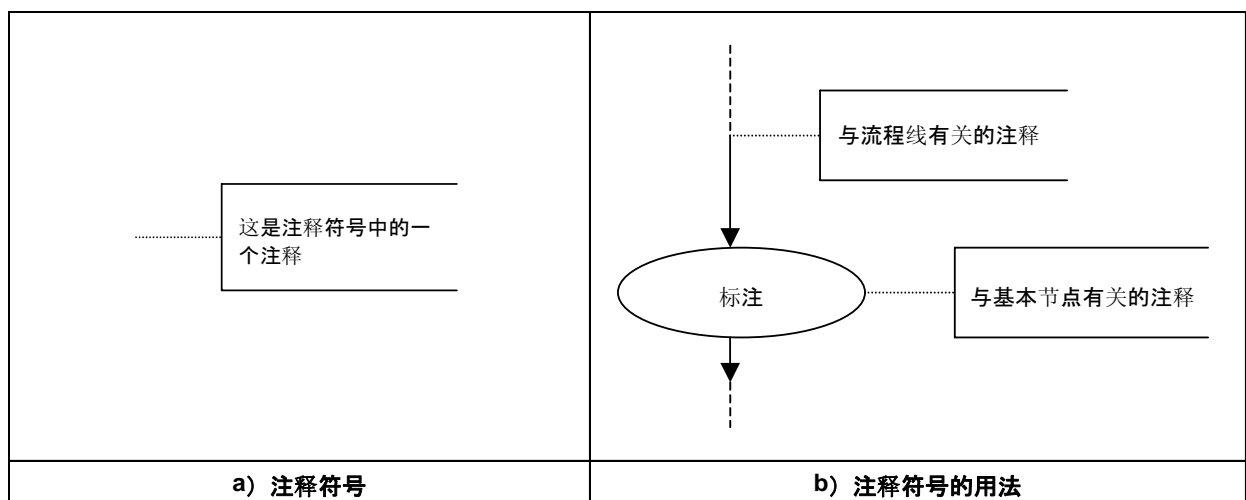 这是注释符号中的一
个注释
与流程线有关的注释
标注
与基本节点有关的注释
a）注释符号
b）注释符号的用法